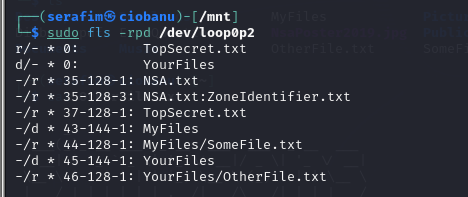 ┌──(serafim㉿ciobanu)-[/mnt]
└─$ sudo fls -rpd /dev/loop0p2
r/- * 0:        TopSecret.txt
d/- * 0:        YourFiles
-/r * 35-128-1: NSA.txt
-/r * 35-128-3: NSA.txt:ZoneIdentifier.txt
-/r * 37-128-1: TopSecret.txt
-/d * 43-144-1: MyFiles
-/r * 44-128-1: MyFiles/SomeFile.txt
-/d * 45-144-1: YourFiles
-/r * 46-128-1: YourFiles/OtherFile.txt